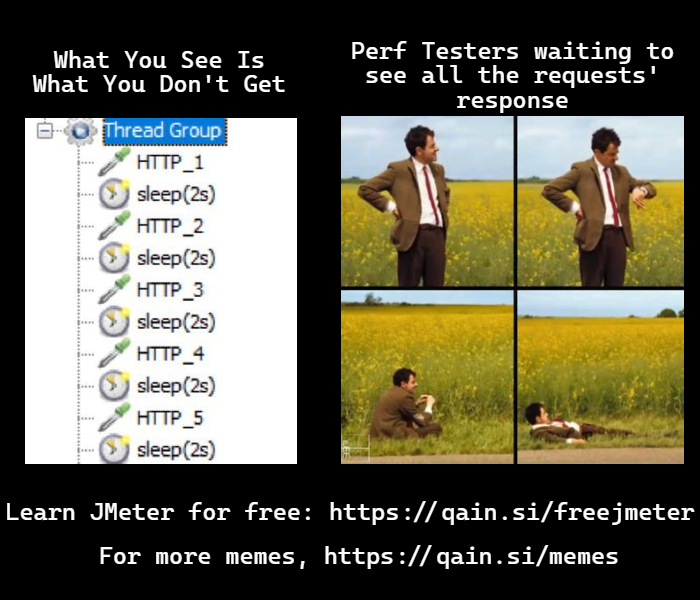 What You See Is
What You Don't Get
Perf Testers waiting to
see all the requests'
response
Thread Group
HTTP_1
sleep(2s)
HTTP_2
sleep(2s)
HTTP_3
sleep(2s)
HTTP_4
sleep(2s)
HTTP_5
sleep(2s)
Learn JMeter for free: https://qain.si/freejmeter
For more memes, https://qain.si/memes